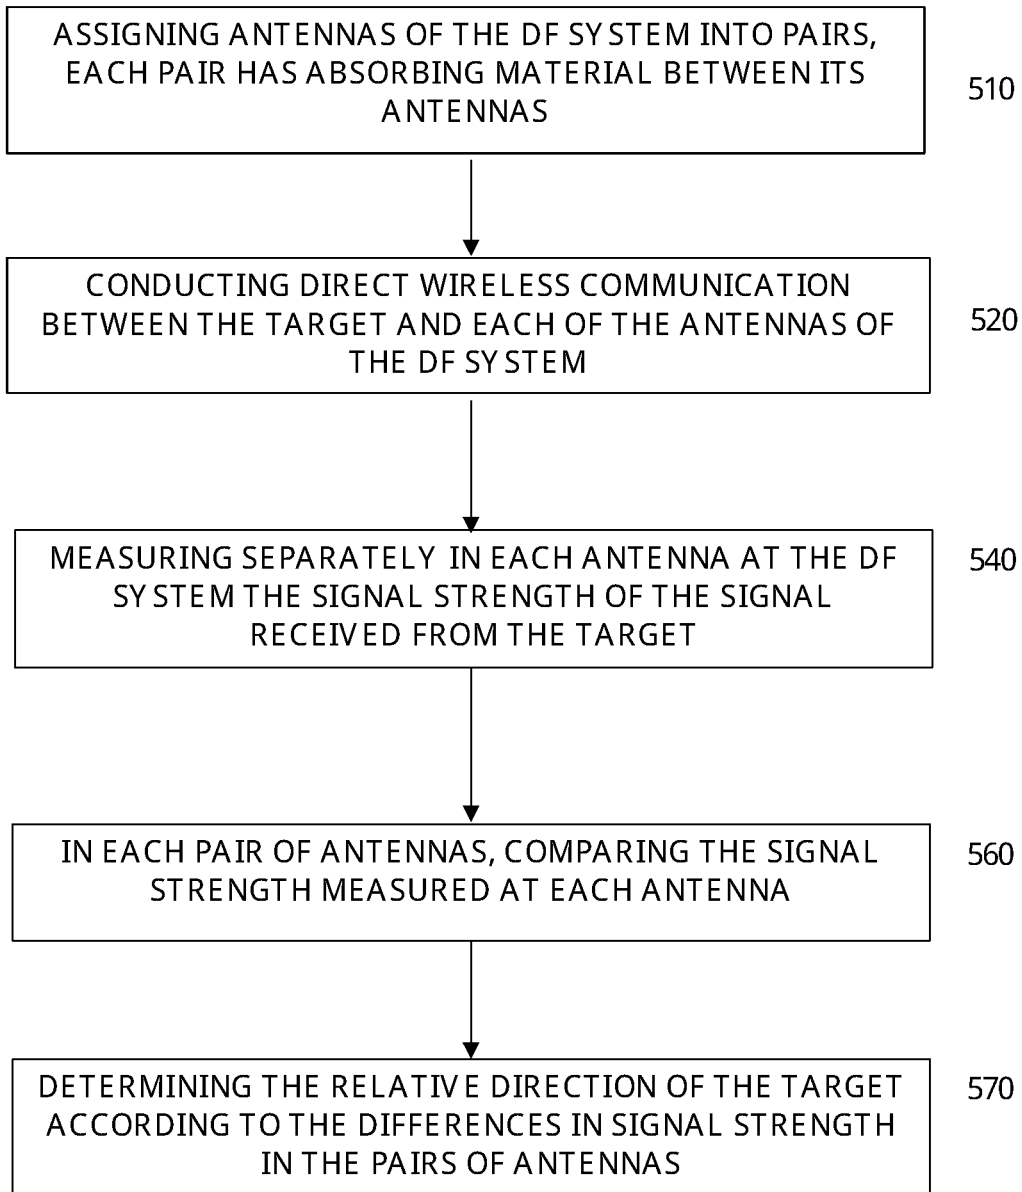 ASSIGNING ANTENNAS OF THE DF SYSTEM INTO PAIRS,
EACH PAIR HAS ABSORBING MATERIAL BETWEEN ITS
ANTENNAS
510
CONDUCTING DIRECT WIRELESS COMMUNICATION
BETWEEN THE TARGET AND EACH OF THE ANTENNAS OF
THE DF SYSTEM
520
MEASURING SEPARATELY IN EACH ANTENNA AT THE DF
SYSTEM THE SIGNAL STRENGTH OF THE SIGNAL
RECEIVED FROM THE TARGET
540
IN EACH PAIR OF ANTENNAS, COMPARING THE SIGNAL
STRENGTH MEASURED AT EACH ANTENNA
560
DETERMINING THE RELATIVE DIRECTION OF THE TARGET
ACCORDING TO THE DIFFERENCES IN SIGNAL STRENGTH
IN THE PAIRS OF ANTENNAS
570